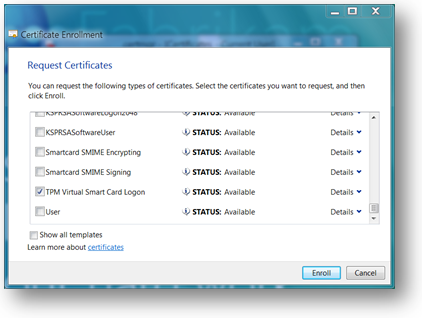 Certificate Enrollment
Request Certificates
You can request the following types of certificates. Select the certificates you want to request, and then
click Enroll.
KSPRSASoftwareLogon2048 STATUS: Available Details
KSPRSASoftwareUser STATUS: Available Details
Smartcard SMIME Encrypting STATUS: Available Details
Smartcard SMIME Signing STATUS: Available Details
TPM Virtual Smart Card Logon STATUS: Available Details
User STATUS: Available Details
Show all templates
Learn more about certificates
Enroll Cancel